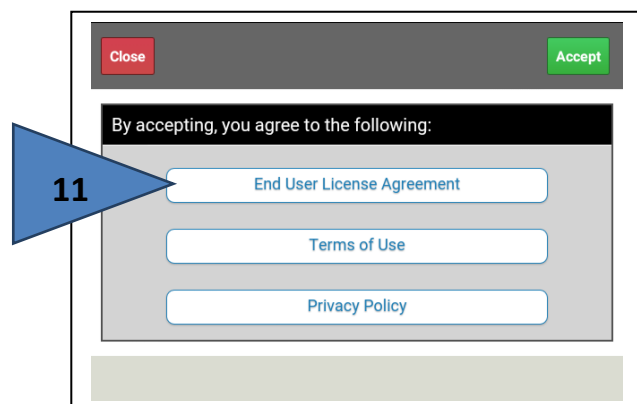 Close
Accept
By accepting, you agree to the following:
11
End User License Agreement
Terms of Use
Privacy Policy